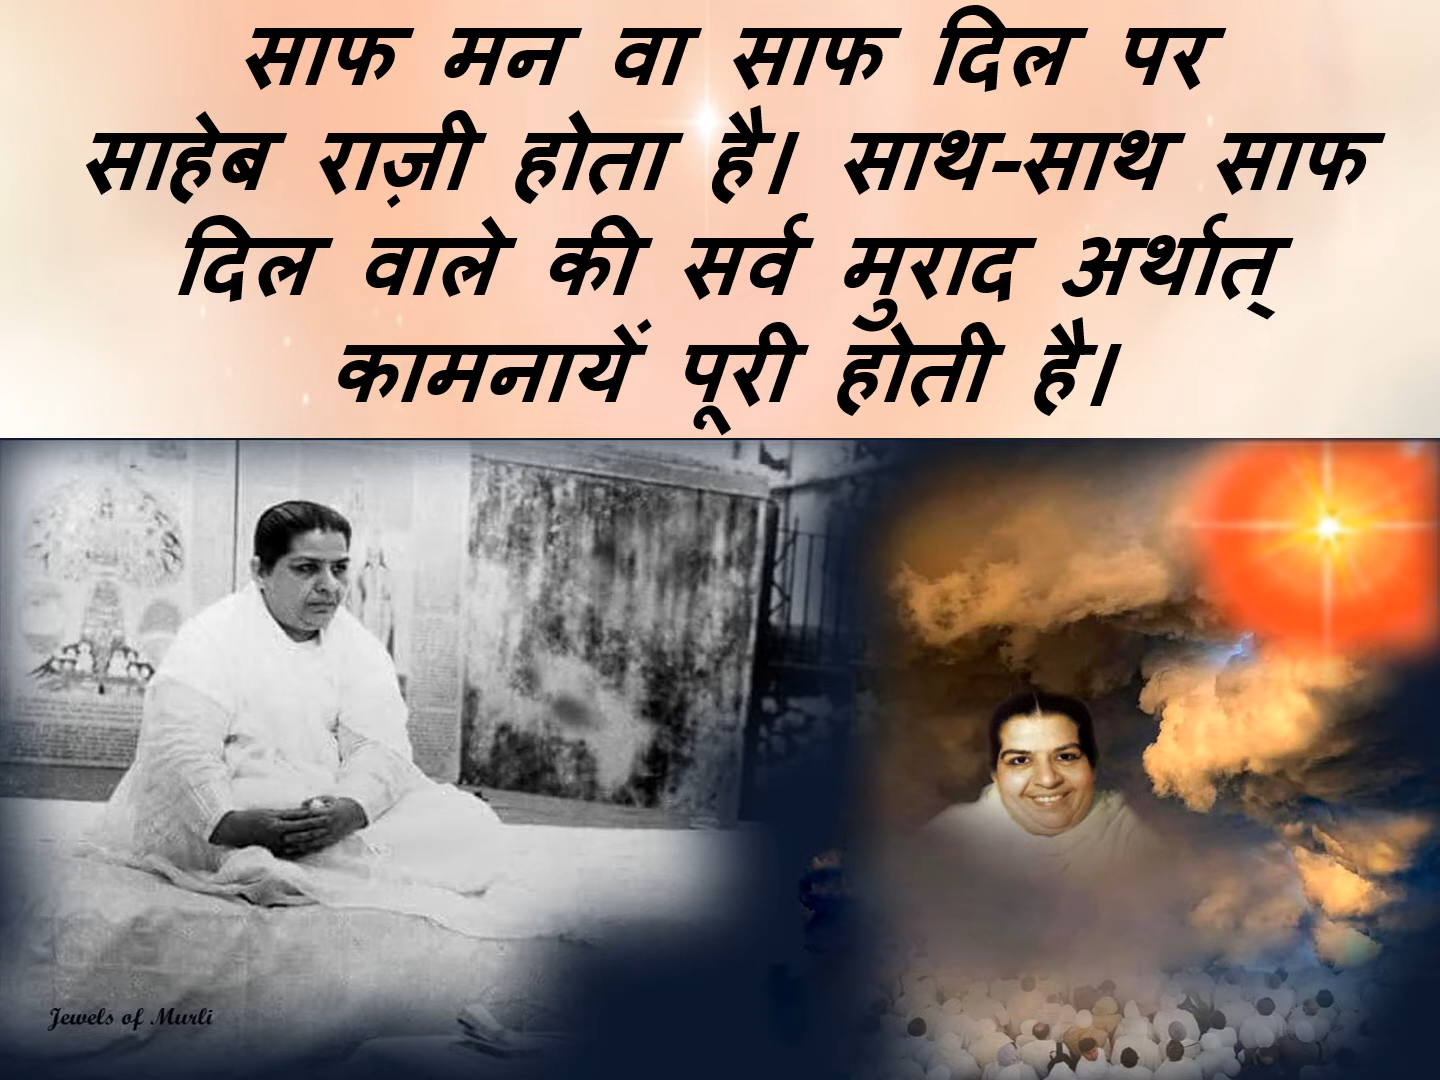 साफ मन वा साफ दिल पर
साहेब राज़ी होता है। साथ-साथ साफ
दिल वाले की सर्व मुराद अर्थात्
कामनायें पूरी होती है।
Jewels of Murli